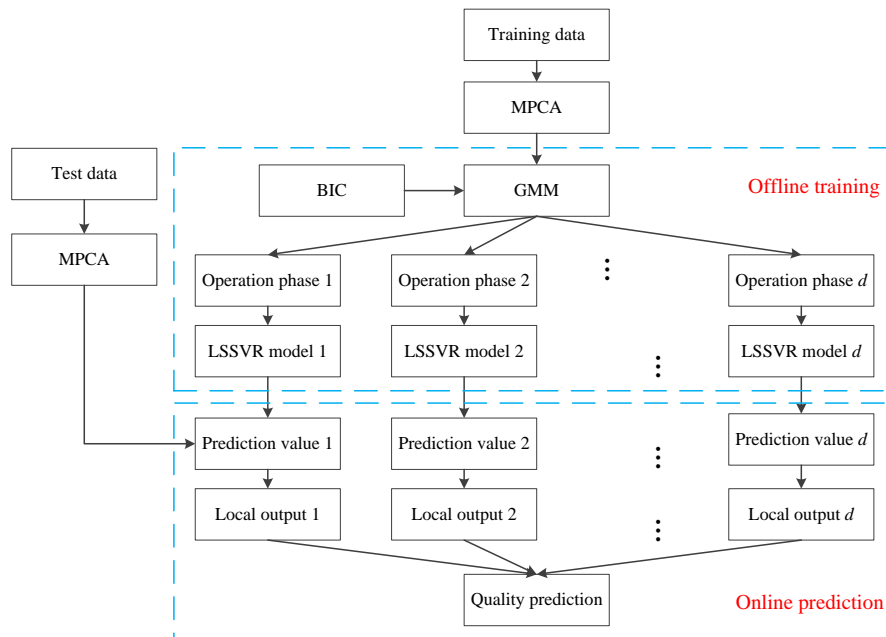 Training data
MPCA
Test data
BIC
GMM
Offline training
MPCA
Operation phase 1
Operation phase 2
Operation phase d
LSSVR model 1
LSSVR model 2
LSSVR model d
Prediction value 1
Prediction value 2
Prediction value d
Local output 1
Local output 2
Local output d
Quality prediction
Online prediction